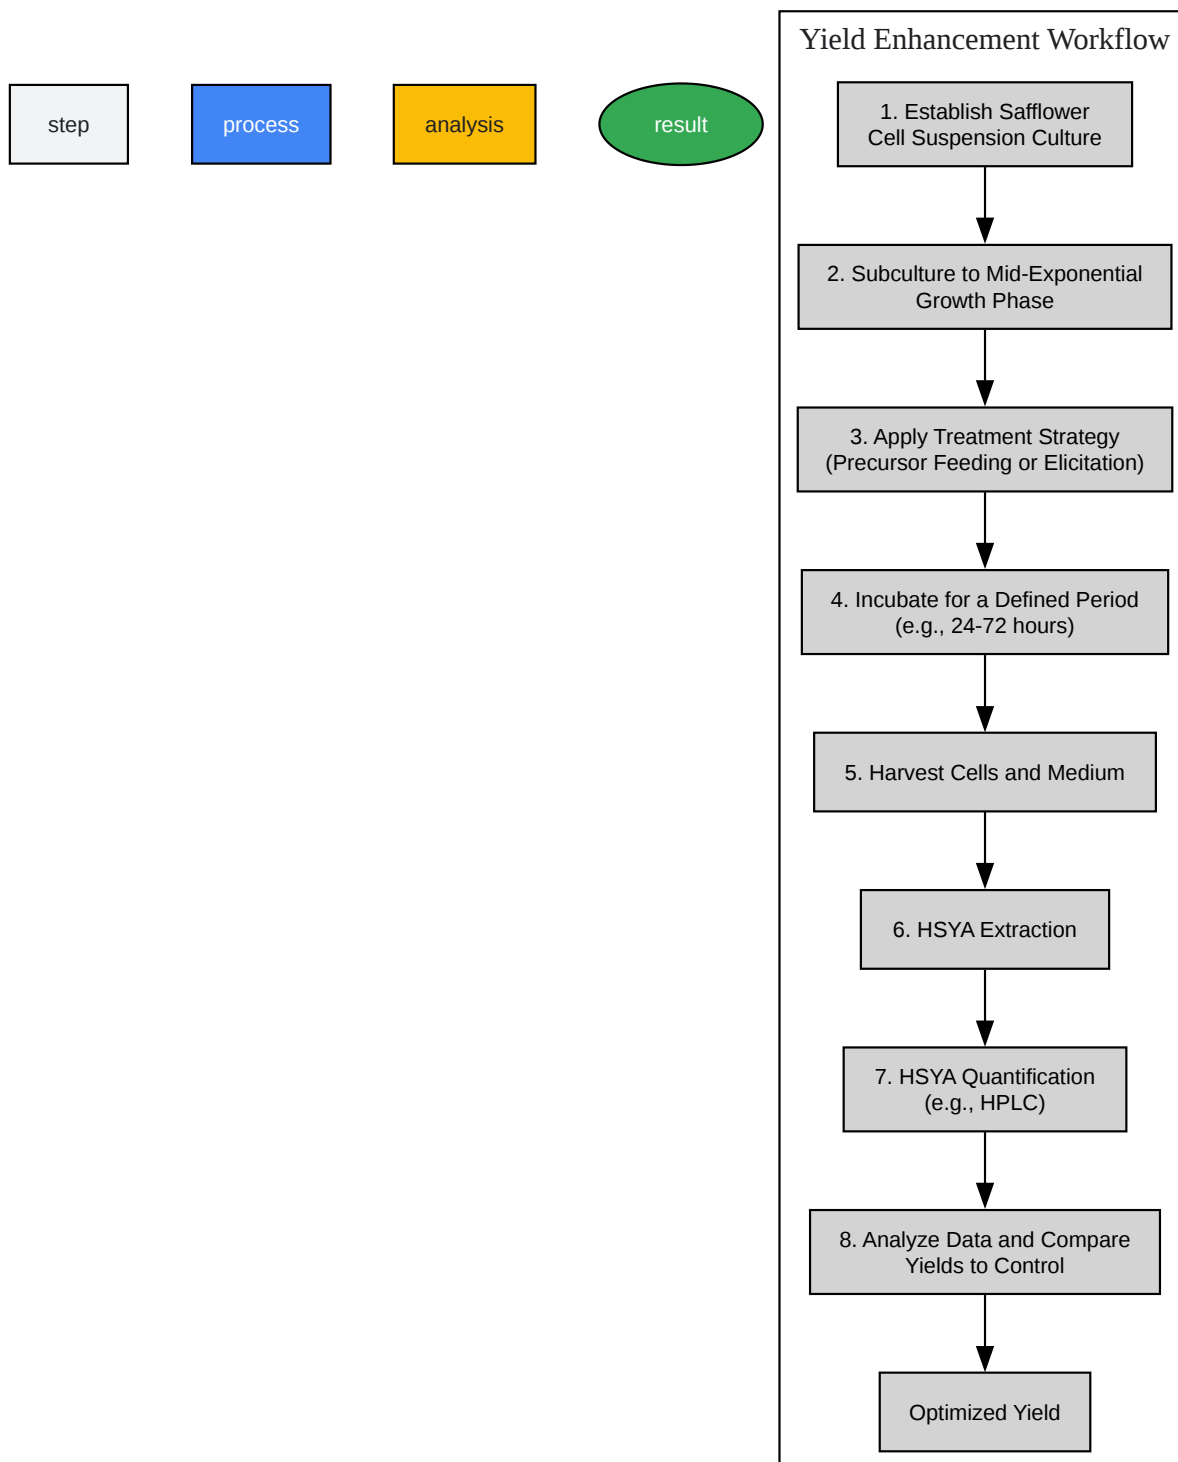 Yield Enhancement Workflow
step
process
analysis
result
1. Establish Safflower
Cell Suspension Culture
2. Subculture to Mid-Exponential
Growth Phase
3. Apply Treatment Strategy
(Precursor Feeding or Elicitation)
4. Incubate for a Defined Period
(e.g., 24-72 hours)
5. Harvest Cells and Medium
6. HSYA Extraction
7. HSYA Quantification
(e.g., HPLC)
8. Analyze Data and Compare
Yields to Control
Optimized Yield